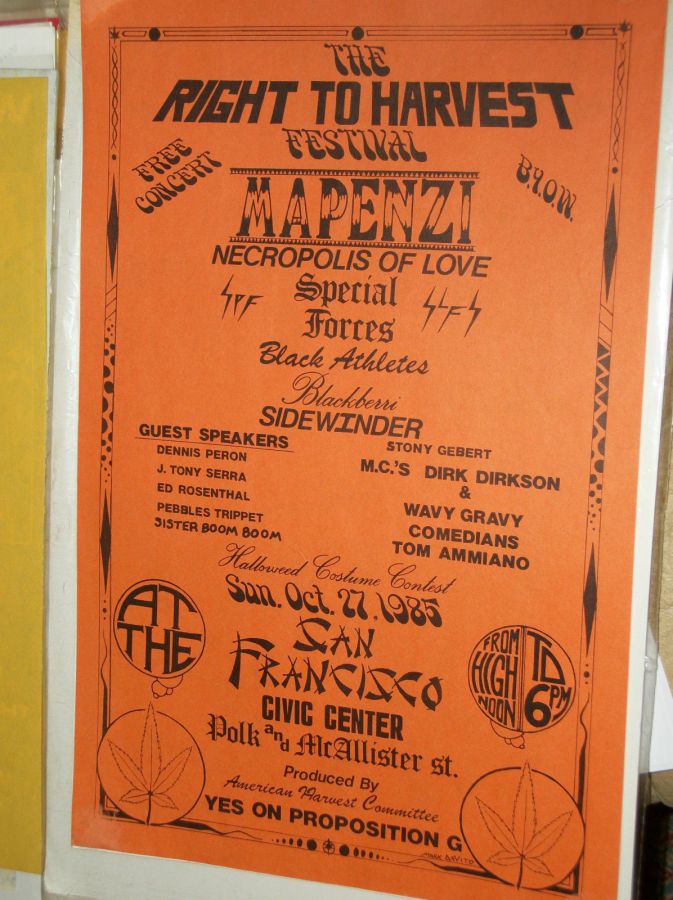 THE
RIGHT TO HARVEST
FESTIVAL
FREE
CONCERT
B.Y.O.W.
MAPENZI
NECROPOLIS OF LOVE
Special
Forces
Black Athletes
Blackberri
SIDEWINDER
GUEST SPEAKERS
DENNIS PERON
J. TONY SERRA
ED ROSENTHAL
PEBBLES TRIPPET
SISTER BOOM BOOM
STONY GEBERT
M.C.'S DIRK DIRKSON
&
WAVY GRAVY
COMEDIANS
TOM AMMIANO
Halloweed Costume Contest
Sun. Oct. 27, 1985
AT
THE
SAN
FRANCISCO
CIVIC CENTER
Polk and McAllister st.
FROM
HIGH
NOON
TO
6PM
Produced By
American Harvest Committee
YES ON PROPOSITION G
MARK DEVITO